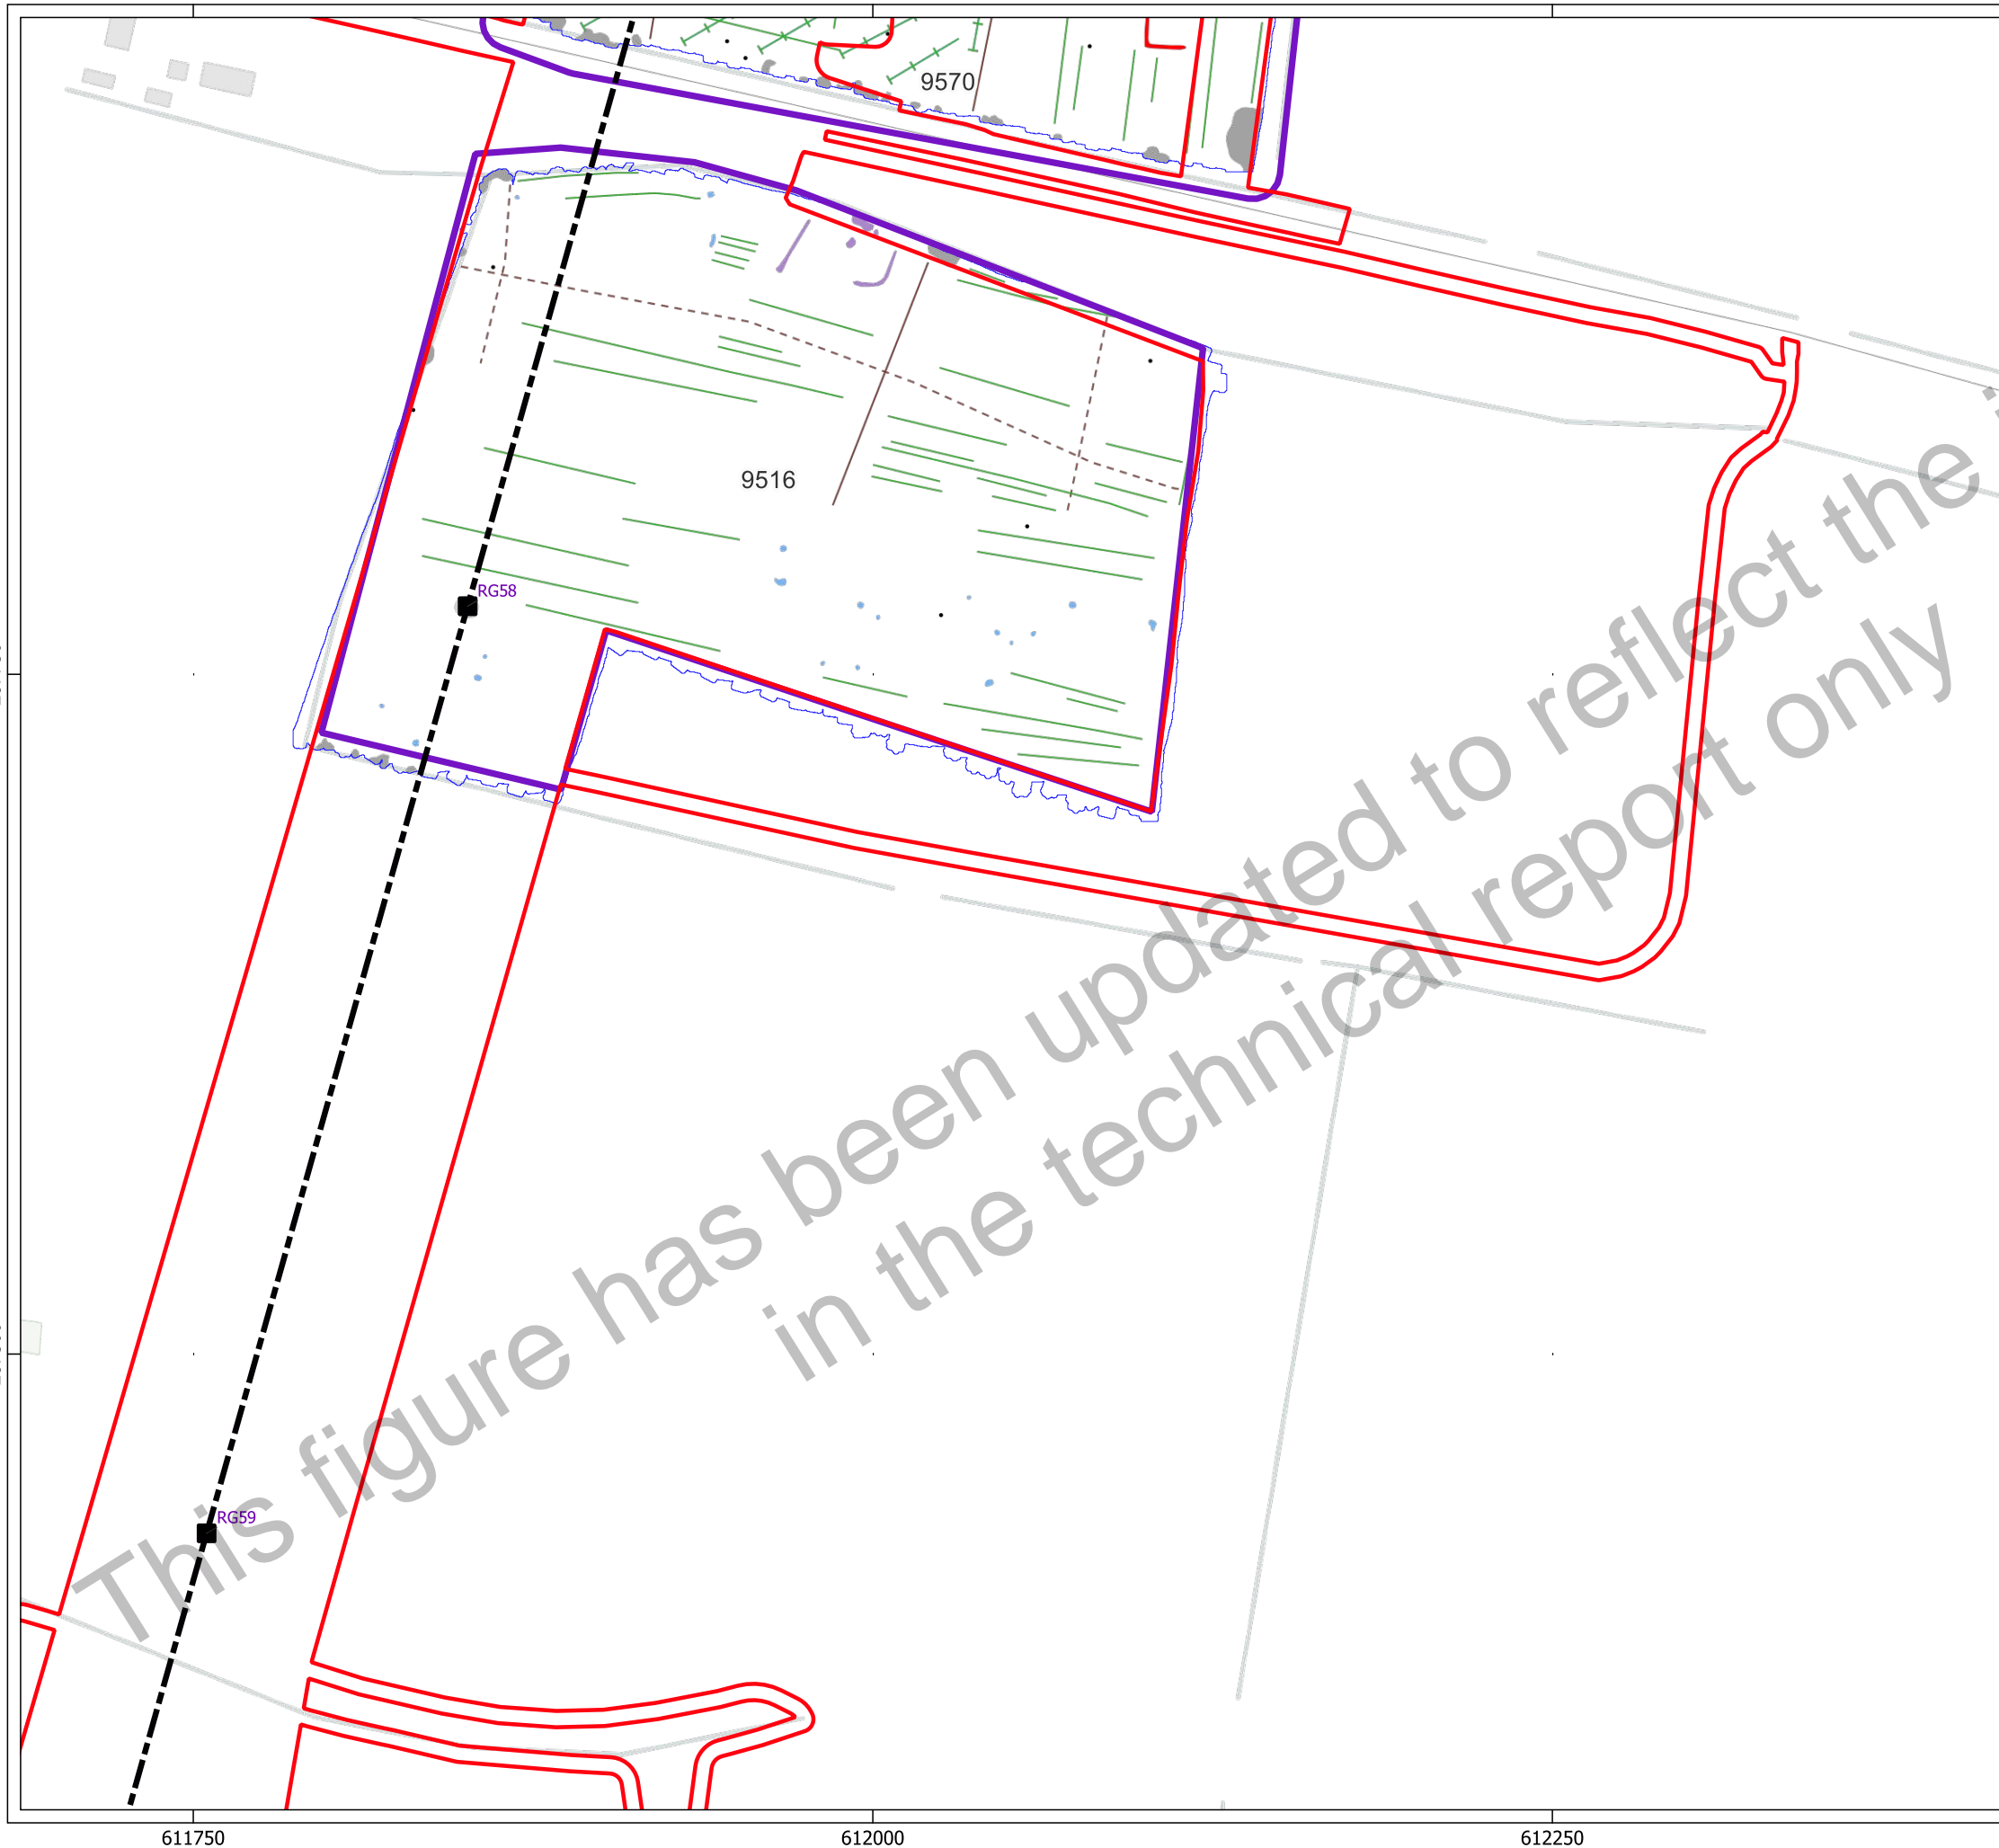 9570
9516
RG58
This figure has been updated to reflect the
in the technical report only
RG59
611750
612000
612250